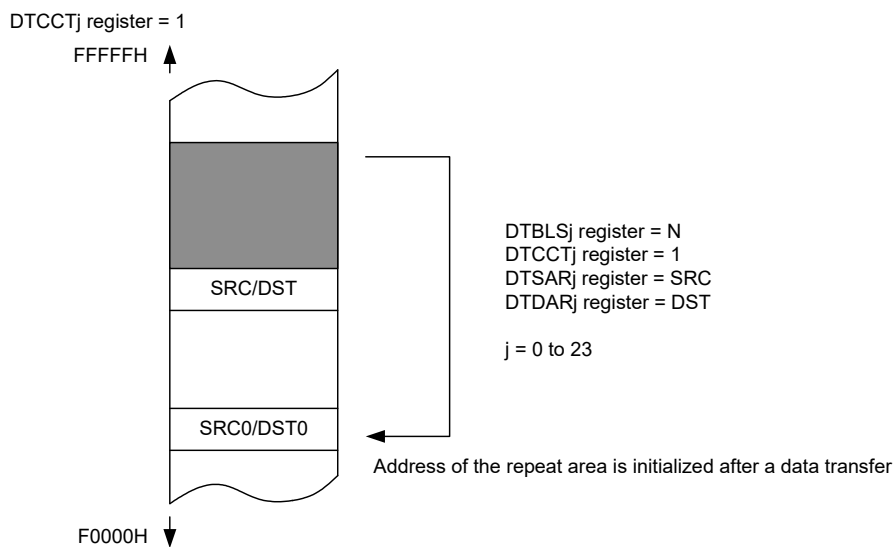 DTCCTj register = 1
FFFFFH
DTBLSj register = N
DTCCTj register = 1
DTSARj register = SRC
DTDARj register = DST
j = 0 to 23
SRC/DST
SRC0/DST0
Address of the repeat area is initialized after a data transfer
F0000H